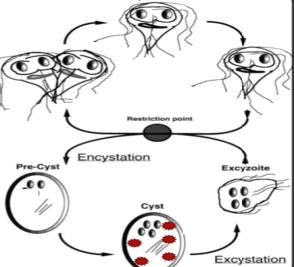 Restriction point
Encystation
Pre-Cyst
Excyzoite
Cyst
Excystation